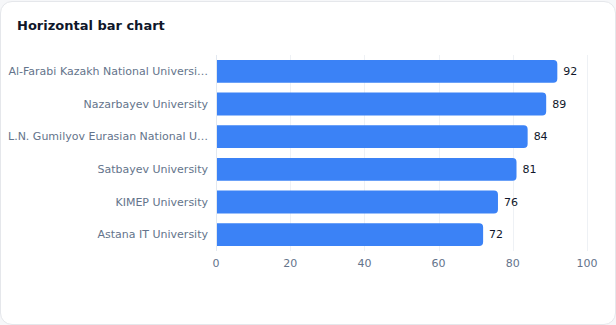 Horizontal bar chart
Al-Farabi Kazakh National Universi… 92
Nazarbayev University 89
L.N. Gumilyov Eurasian National U… 84
Satbayev University 81
KIMEP University 76
Astana IT University 72
0 20 40 60 80 100